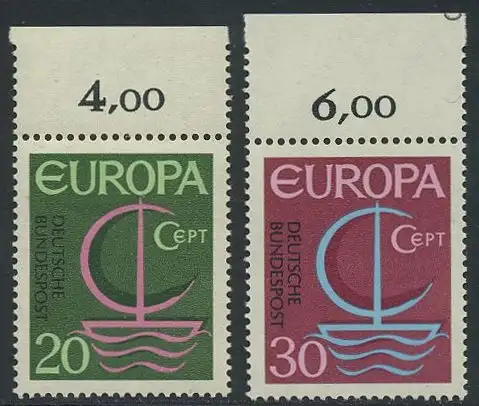 4,00
EUROPA
CEPT
DEUTSCHE
BUNDESPOST
20
6,00
EUROPA
CEPT
DEUTSCHE
BUNDESPOST
30